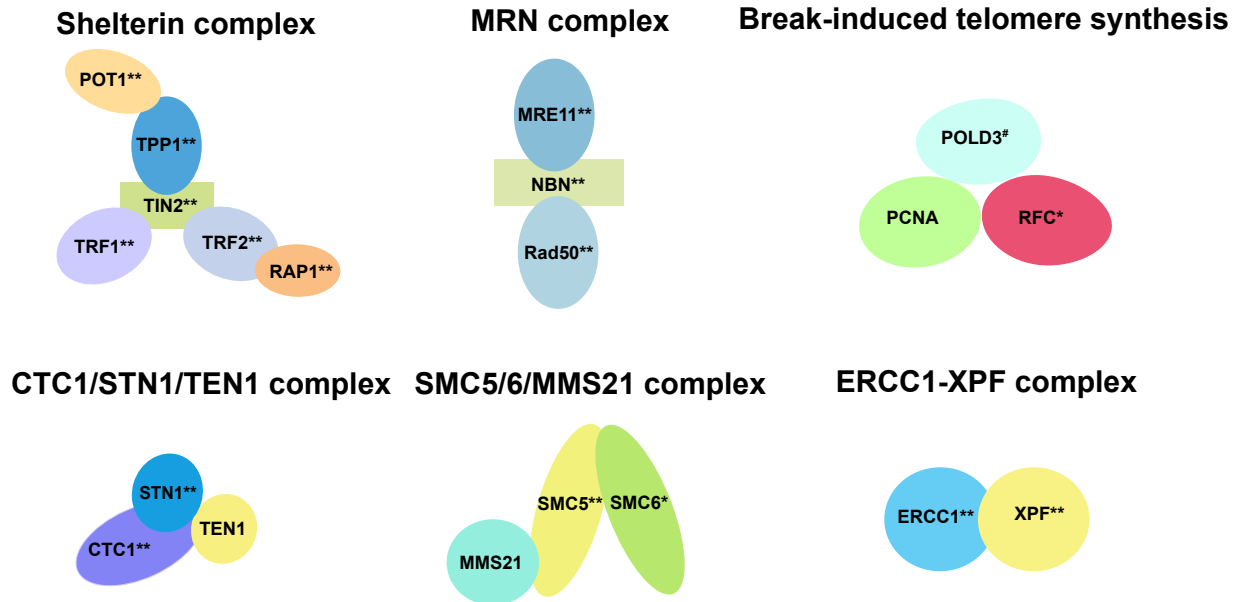 Shelterin complex
MRN complex
Break-induced telomere synthesis
POT1**
TPP1**
TIN2**
TRF1**
TRF2**
RAP1**
MRE11**
NBN**
Rad50**
POLD3#
PCNA
RFC*
CTC1/STN1/TEN1 complex
SMC5/6/MMS21 complex
ERCC1-XPF complex
STN1**
TEN1
CTC1**
SMC5**
SMC6*
MMS21
ERCC1**
XPF**